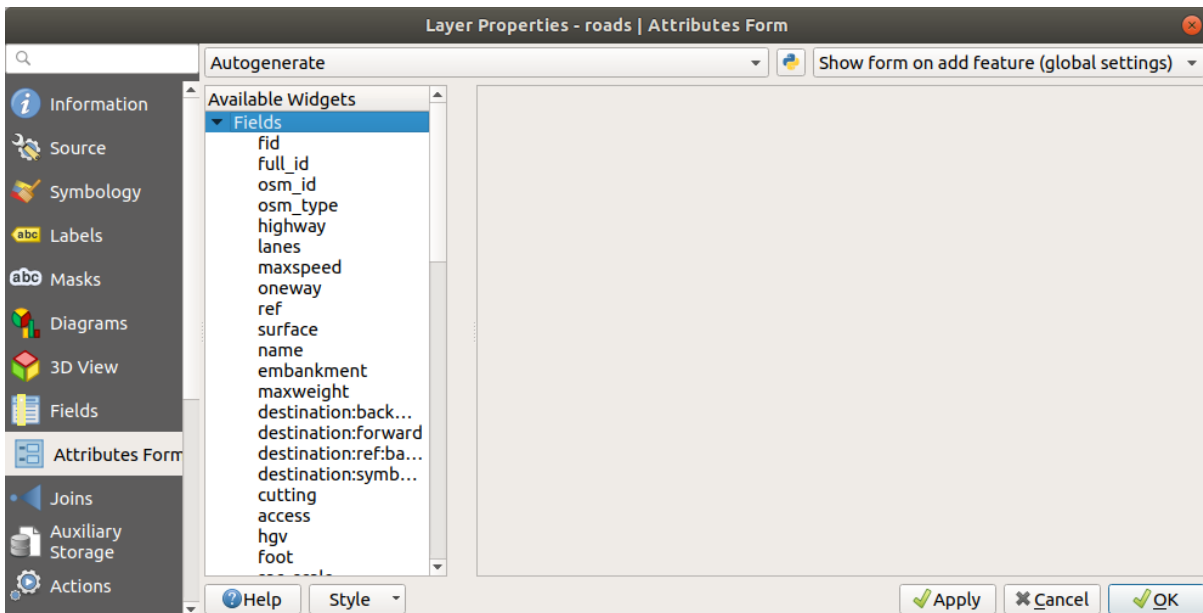 Layer Properties - roads | Attributes Form
Autogenerate
Show form on add feature (global settings)
Information
Source
abc
Symbology
Labels
abc
Masks
Diagrams
3D View
Fields
Attributes Form
Joins
Auxiliary
Storage
Actions
Available Widgets
Fields
fid
full_id
osm_id
osm_type
highway
lanes
maxspeed
oneway
ref
surface
name
embankment
maxweight
destination:back...
destination:forward
destination:ref:ba...
destination:symb...
cutting
access
hgv
foot
Help
Style
Apply
Cancel
OK